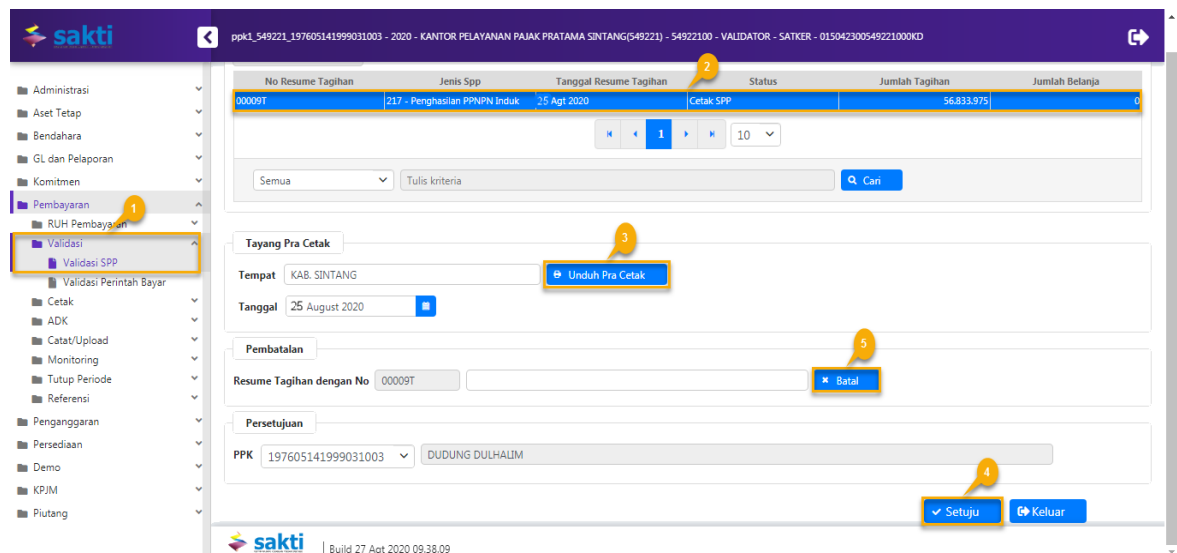 sakti
ppk1_549221_197605141999031003 - 2020 - KANTOR PELAYANAN PAJAK PRATAMA SINTANG(549221) - 54922100 - VALIDATOR - SATKER - 015042300549221000KD
Administrasi
Aset Tetap
Bendahara
GL dan Pelaporan
Komitmen
Pembayaran
1
RUH Pembayaran
Validasi
Validasi SPP
Validasi Perintah Bayar
Cetak
ADK
Catat/Upload
Monitoring
Tutup Periode
Referensi
Penganggaran
Persediaan
Demo
KPJM
Piutang
2
No Resume Tagihan Jenis Spp Tanggal Resume Tagihan Status Jumlah Tagihan Jumlah Belanja
00009T 217 - Penghasilan PPNPN Induk 25 Agt 2020 Cetak SPP 56.833.975 0
1 10
Semua Tulis kriteria Cari
Tayang Pra Cetak
3
Tempat KAB. SINTANG Unduh Pra Cetak
Tanggal 25 August 2020
Pembatalan
5
Resume Tagihan dengan No 00009T Batal
Persetujuan
PPK 197605141999031003 DUDUNG DULHALIM
4
Setuju Keluar
sakti Build 27 Agt 2020 09.38.09